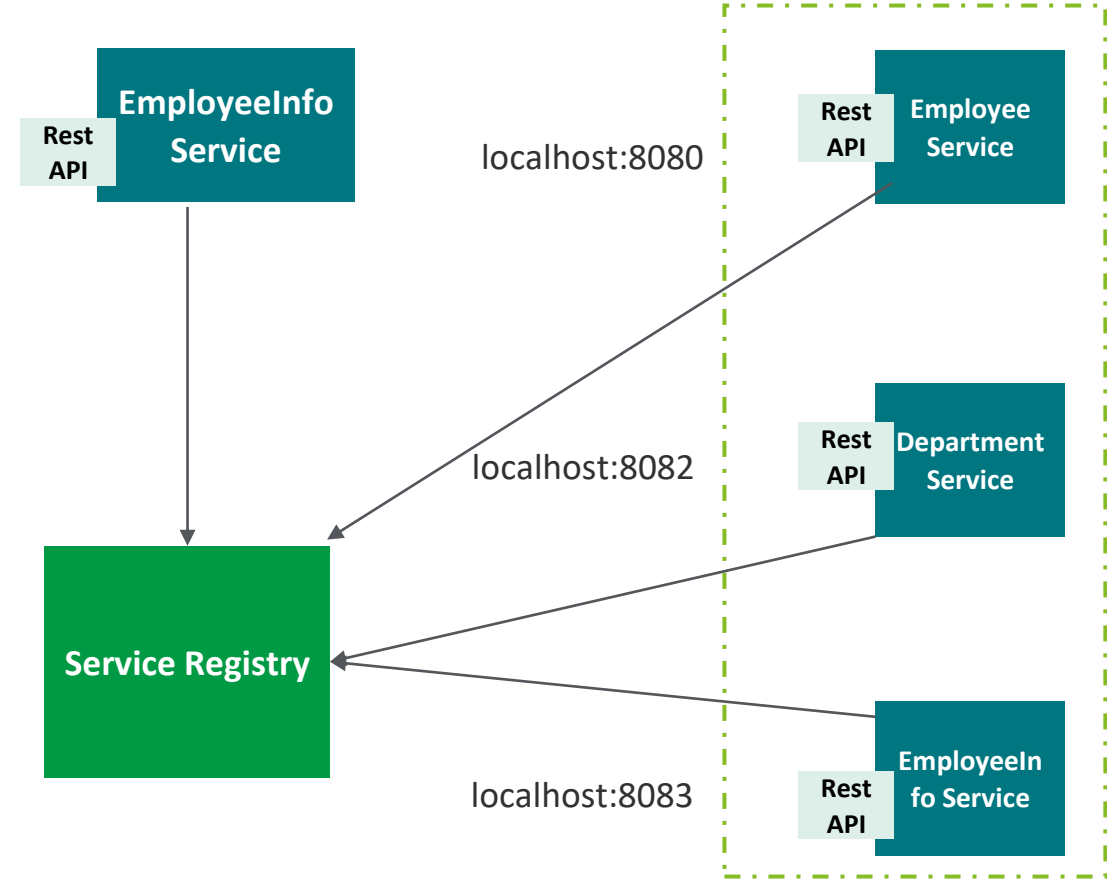 EmployeeInfo
Service
Rest
API
localhost:8080
Rest
API
Employee
Service
localhost:8082
Rest
API
Department
Service
Service Registry
localhost:8083
Rest
API
EmployeeIn
fo Service